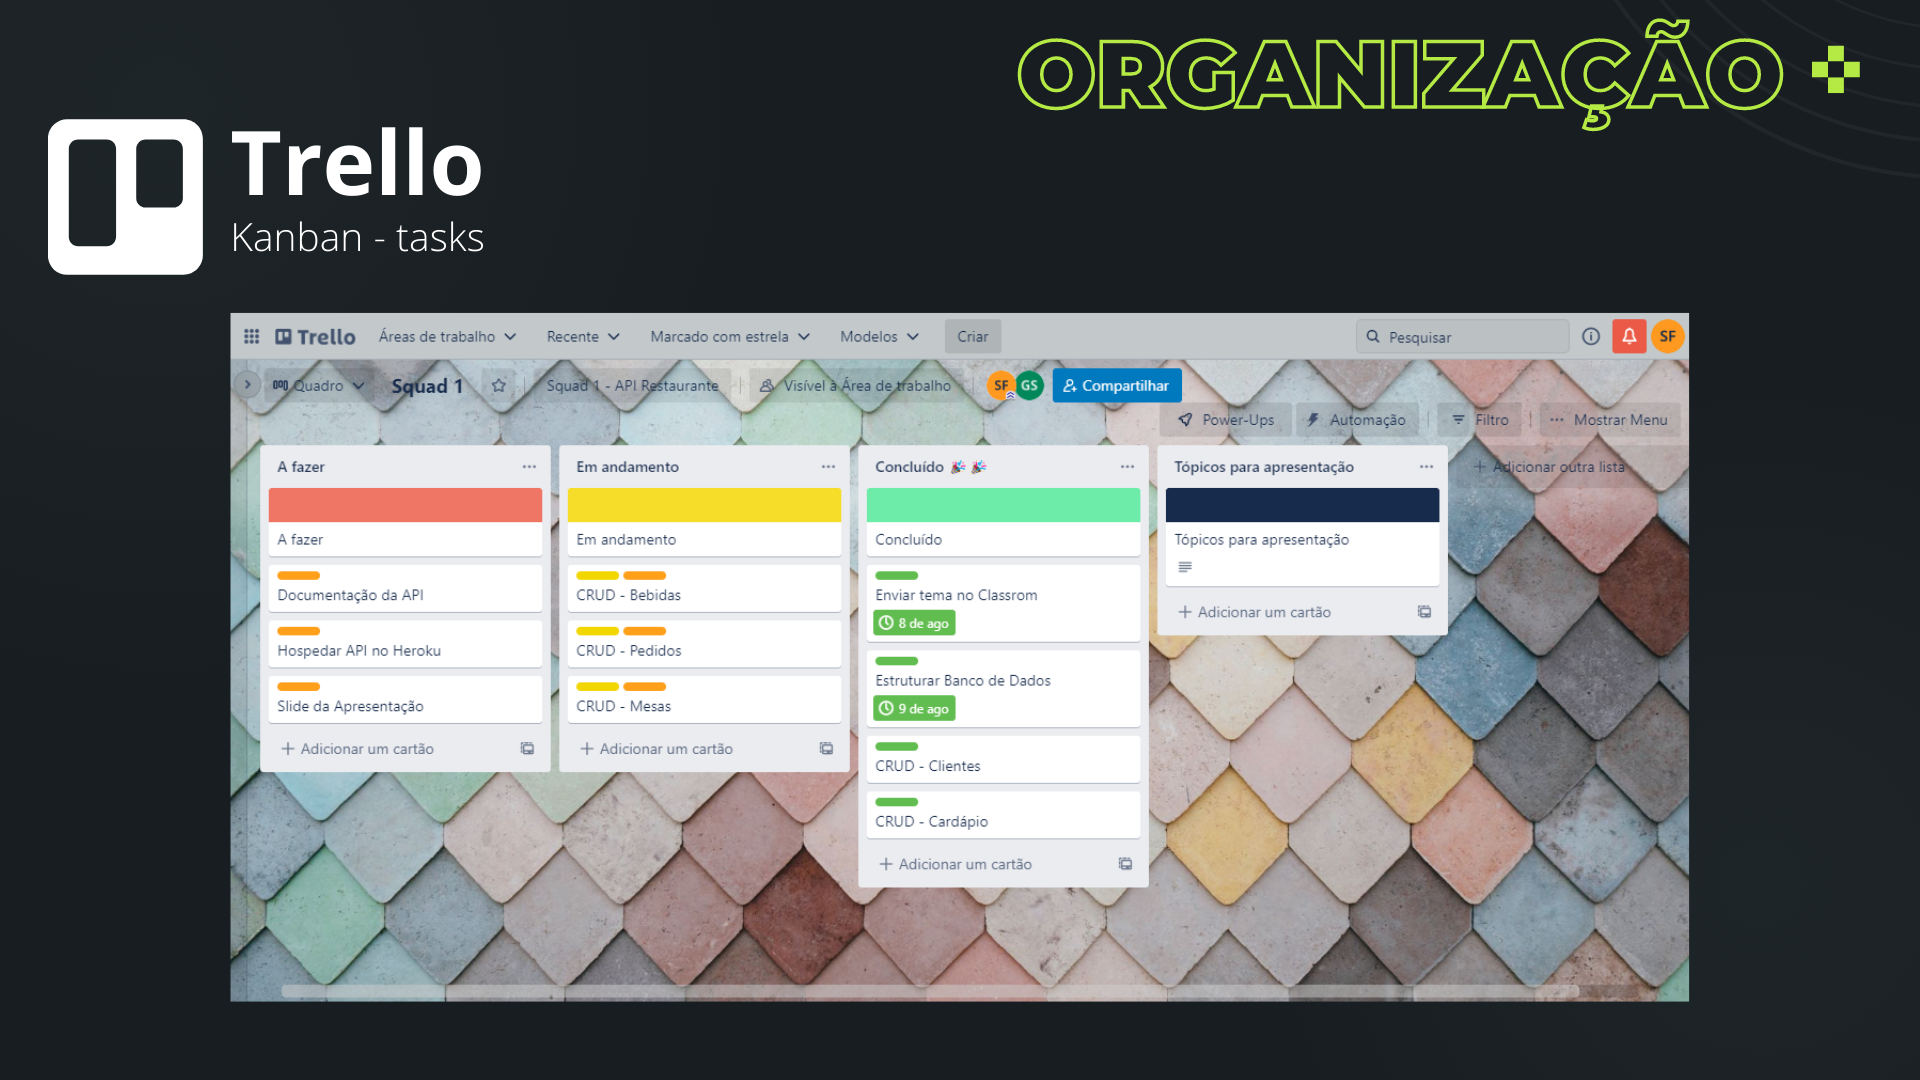 ORGANIZAÇÃO
Trello
Kanban - tasks
Trello Áreas de trabalho Recente Marcado com estrela Modelos Criar Pesquisar SF
Quadro Squad 1 Squad 1 - API Restaurante Visível à Área de trabalho SF GS Compartilhar
Power-Ups Automação Filtro ... Mostrar Menu
A fazer ...
A fazer
Documentação da API
Hospedar API no Heroku
Slide da Apresentação
+ Adicionar um cartão
Em andamento ...
Em andamento
CRUD - Bebidas
CRUD - Pedidos
CRUD - Mesas
+ Adicionar um cartão
Concluído 🎉 🎉 ...
Concluído
Enviar tema no Classrom
8 de ago
Estruturar Banco de Dados
9 de ago
CRUD - Clientes
CRUD - Cardápio
+ Adicionar um cartão
Tópicos para apresentação ...
Tópicos para apresentação
+ Adicionar um cartão
+ Adicionar outra lista